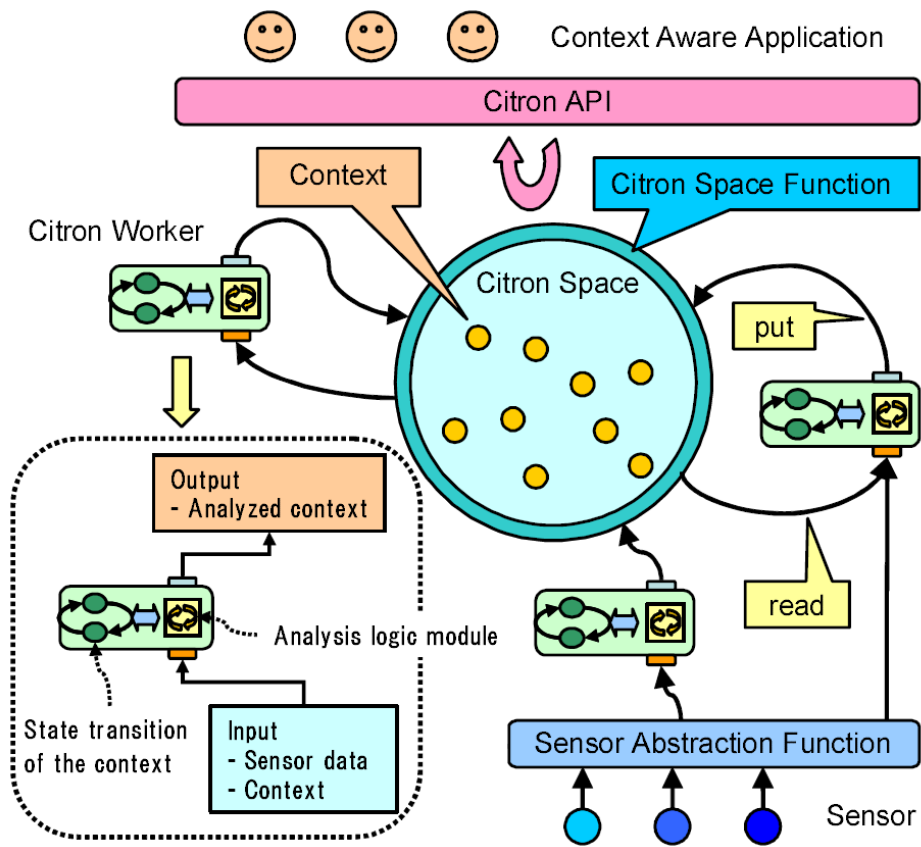 Context Aware Application
Citron API
Context
Citron Space Function
Citron Worker
Citron Space
put
Output
- Analyzed context
read
Analysis logic module
State transition
of the context
Input
- Sensor data
- Context
Sensor Abstraction Function
Sensor